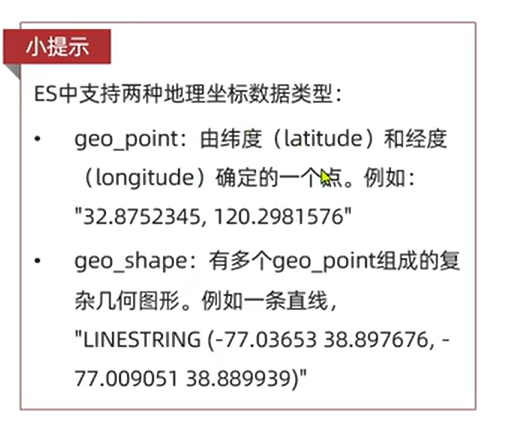 小提示
ES中支持两种地理坐标数据类型：
• geo_point：由纬度（latitude）和经度
（longitude）确定的一个点。例如：
"32.8752345, 120.2981576"
• geo_shape：有多个geo_point组成的复
杂几何图形。例如一条直线，
"LINESTRING (-77.03653 38.897676, -
77.009051 38.889939)"